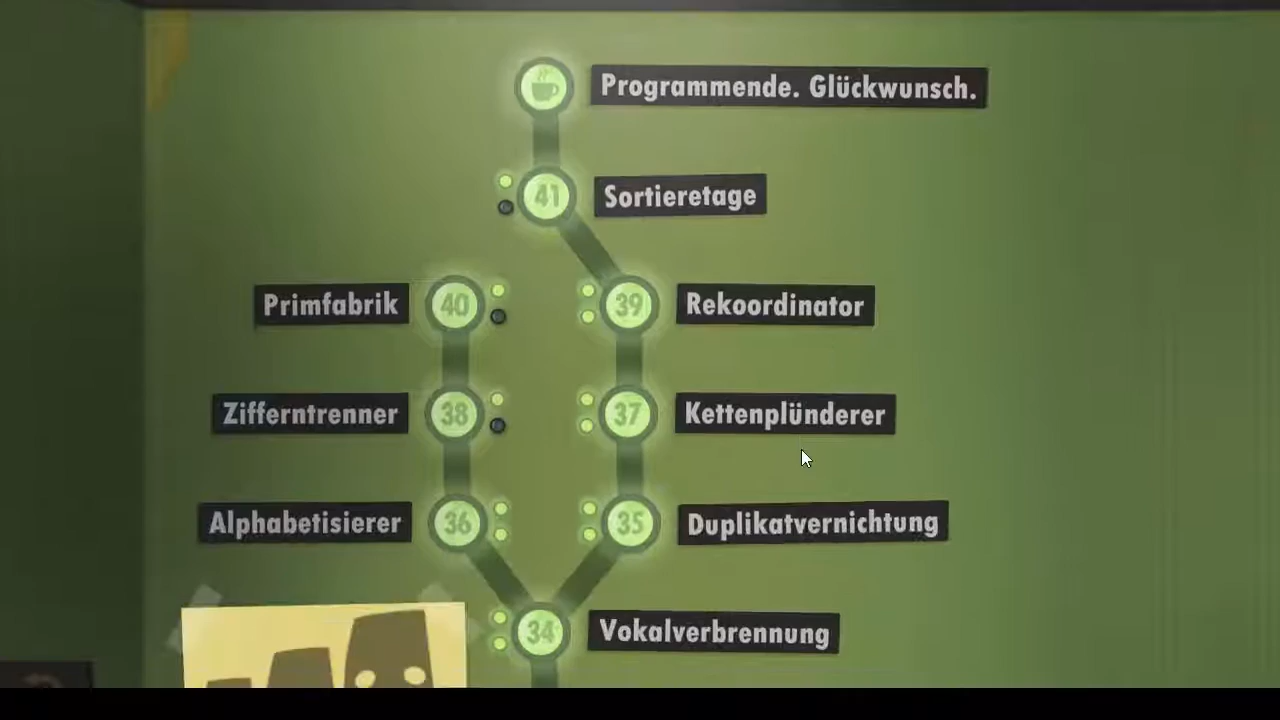 Programmende. Glückwunsch.
41 Sortieretage
Primfabrik 40 39 Rekoordinator
Zifferntrenner 38 37 Kettenplünderer
Alphabetisierer 36 35 Duplikatvernichtung
34 Vokalverbrennung